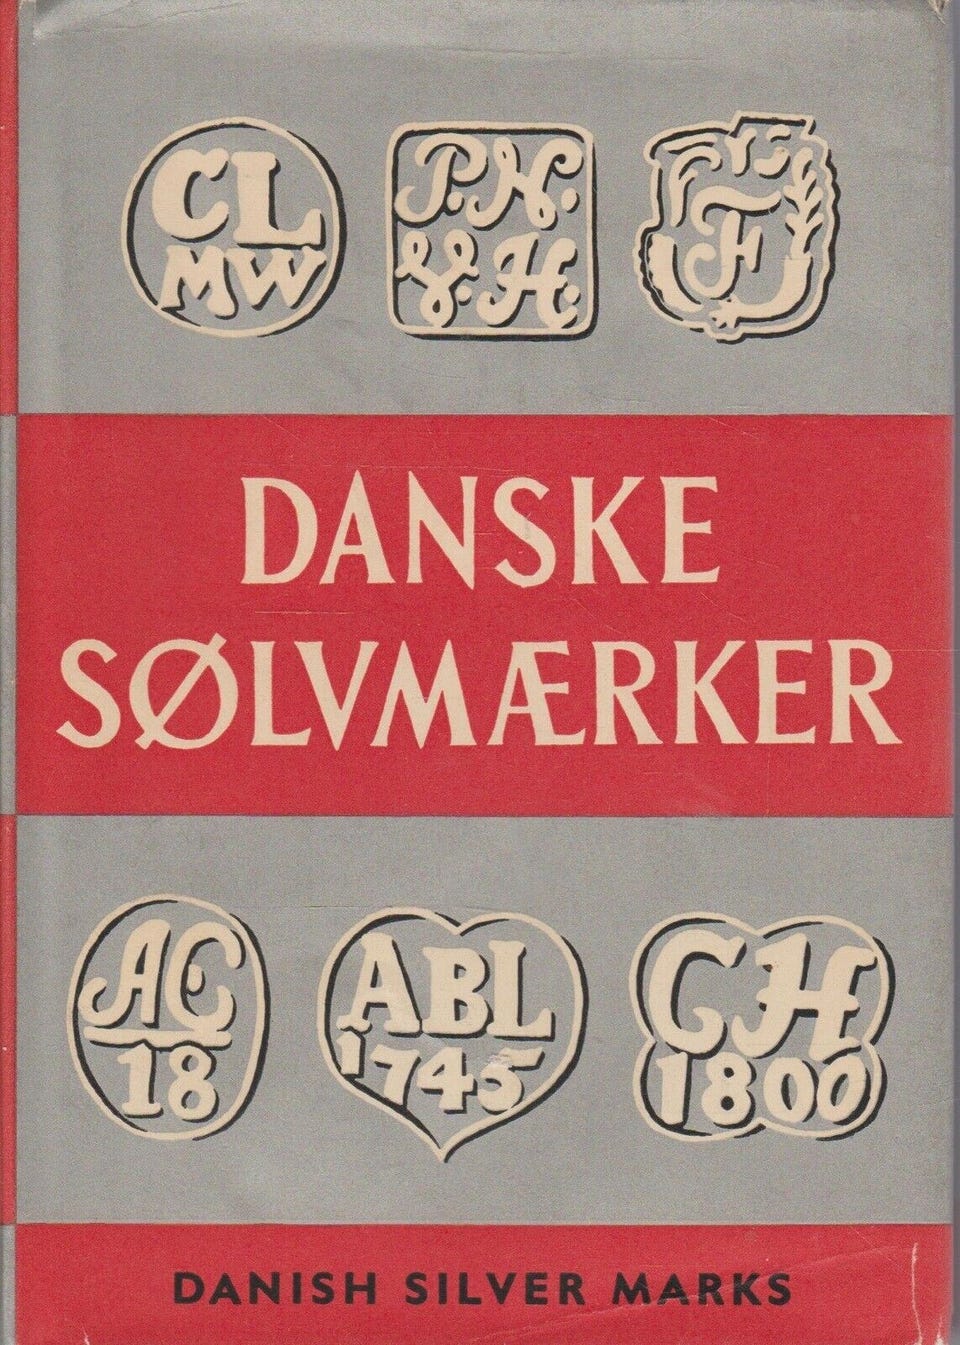 CL
MW
P.N.
V.H.
F
DANSKE
SØLVMÆRKER
AC
18
ABL
1745
CH
1800
DANISH SILVER MARKS